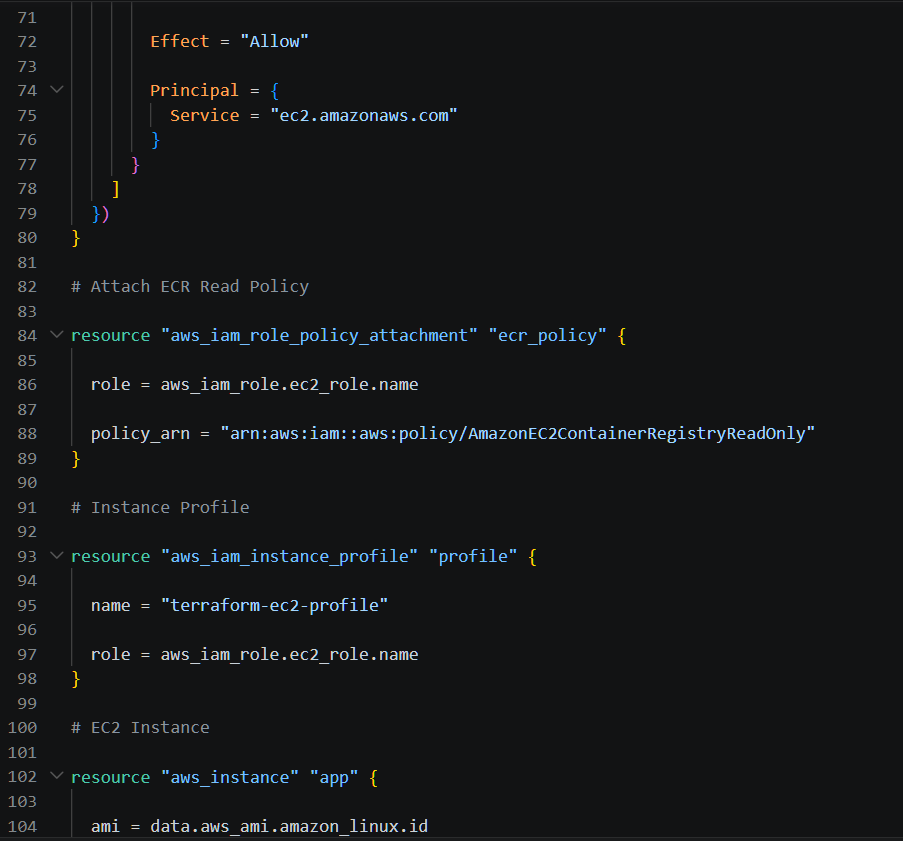 71
72 Effect = "Allow"
73
74 Principal = {
75 Service = "ec2.amazonaws.com"
76 }
77 }
78 ]
79 })
80 }
81
82 # Attach ECR Read Policy
83
84 resource "aws_iam_role_policy_attachment" "ecr_policy" {
85
86 role = aws_iam_role.ec2_role.name
87
88 policy_arn = "arn:aws:iam::aws:policy/AmazonEC2ContainerRegistryReadOnly"
89 }
90
91 # Instance Profile
92
93 resource "aws_iam_instance_profile" "profile" {
94
95 name = "terraform-ec2-profile"
96
97 role = aws_iam_role.ec2_role.name
98 }
99
100 # EC2 Instance
101
102 resource "aws_instance" "app" {
103
104 ami = data.aws_ami.amazon_linux.id